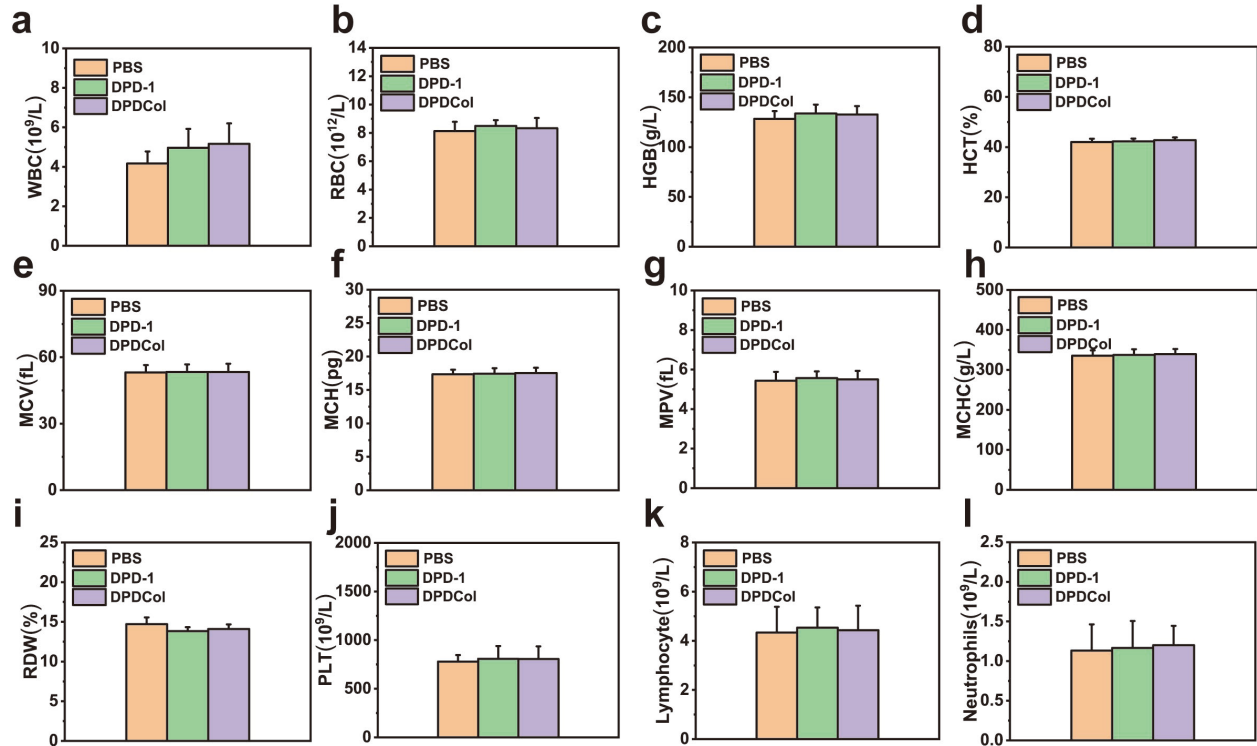 a
10
8
6
4
2
0
WBC(10⁹/L)
PBS
DPD-1
DPDCol
b
14
12
10
8
6
4
2
0
RBC(10¹²/L)
PBS
DPD-1
DPDCol
c
200
150
125
100
50
0
HGB(g/L)
PBS
DPD-1
DPDCol
d
80
60
40
20
0
HCT(%)
PBS
DPD-1
DPDCol
e
90
60
30
0
MCV(fL)
PBS
DPD-1
DPDCol
f
30
25
20
15
10
5
0
MCH(pg)
PBS
DPD-1
DPDCol
g
10
8
6
4
2
0
MPV(fL)
PBS
DPD-1
DPDCol
h
500
400
300
200
100
0
MCHC(g/L)
PBS
DPD-1
DPDCol
i
25
20
15
10
5
0
RDW(%)
PBS
DPD-1
DPDCol
j
2000
1500
1000
500
0
PLT(10⁹/L)
PBS
DPD-1
DPDCol
k
8
6
4
2
0
Lymphocyte(10⁹/L)
PBS
DPD-1
DPDCol
l
2.5
2.0
1.5
1.0
0.5
0.0
Neutrophils(10⁹/L)
PBS
DPD-1
DPDCol